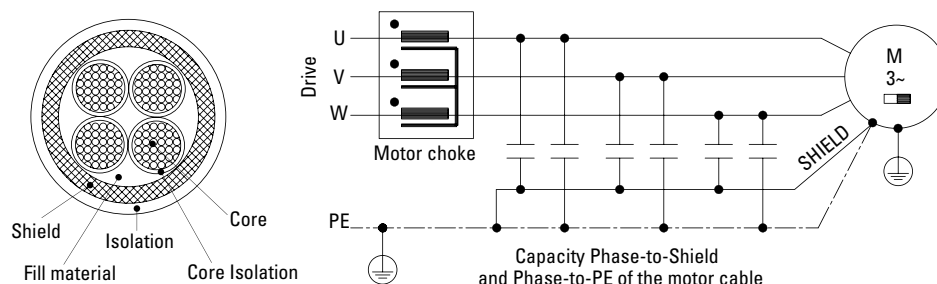 Shield
Isolation
Core
Fill material
Core Isolation
Drive
U
V
W
Motor choke
M
3~
SHIELD
PE
Capacity Phase-to-Shield
and Phase-to-PE of the motor cable